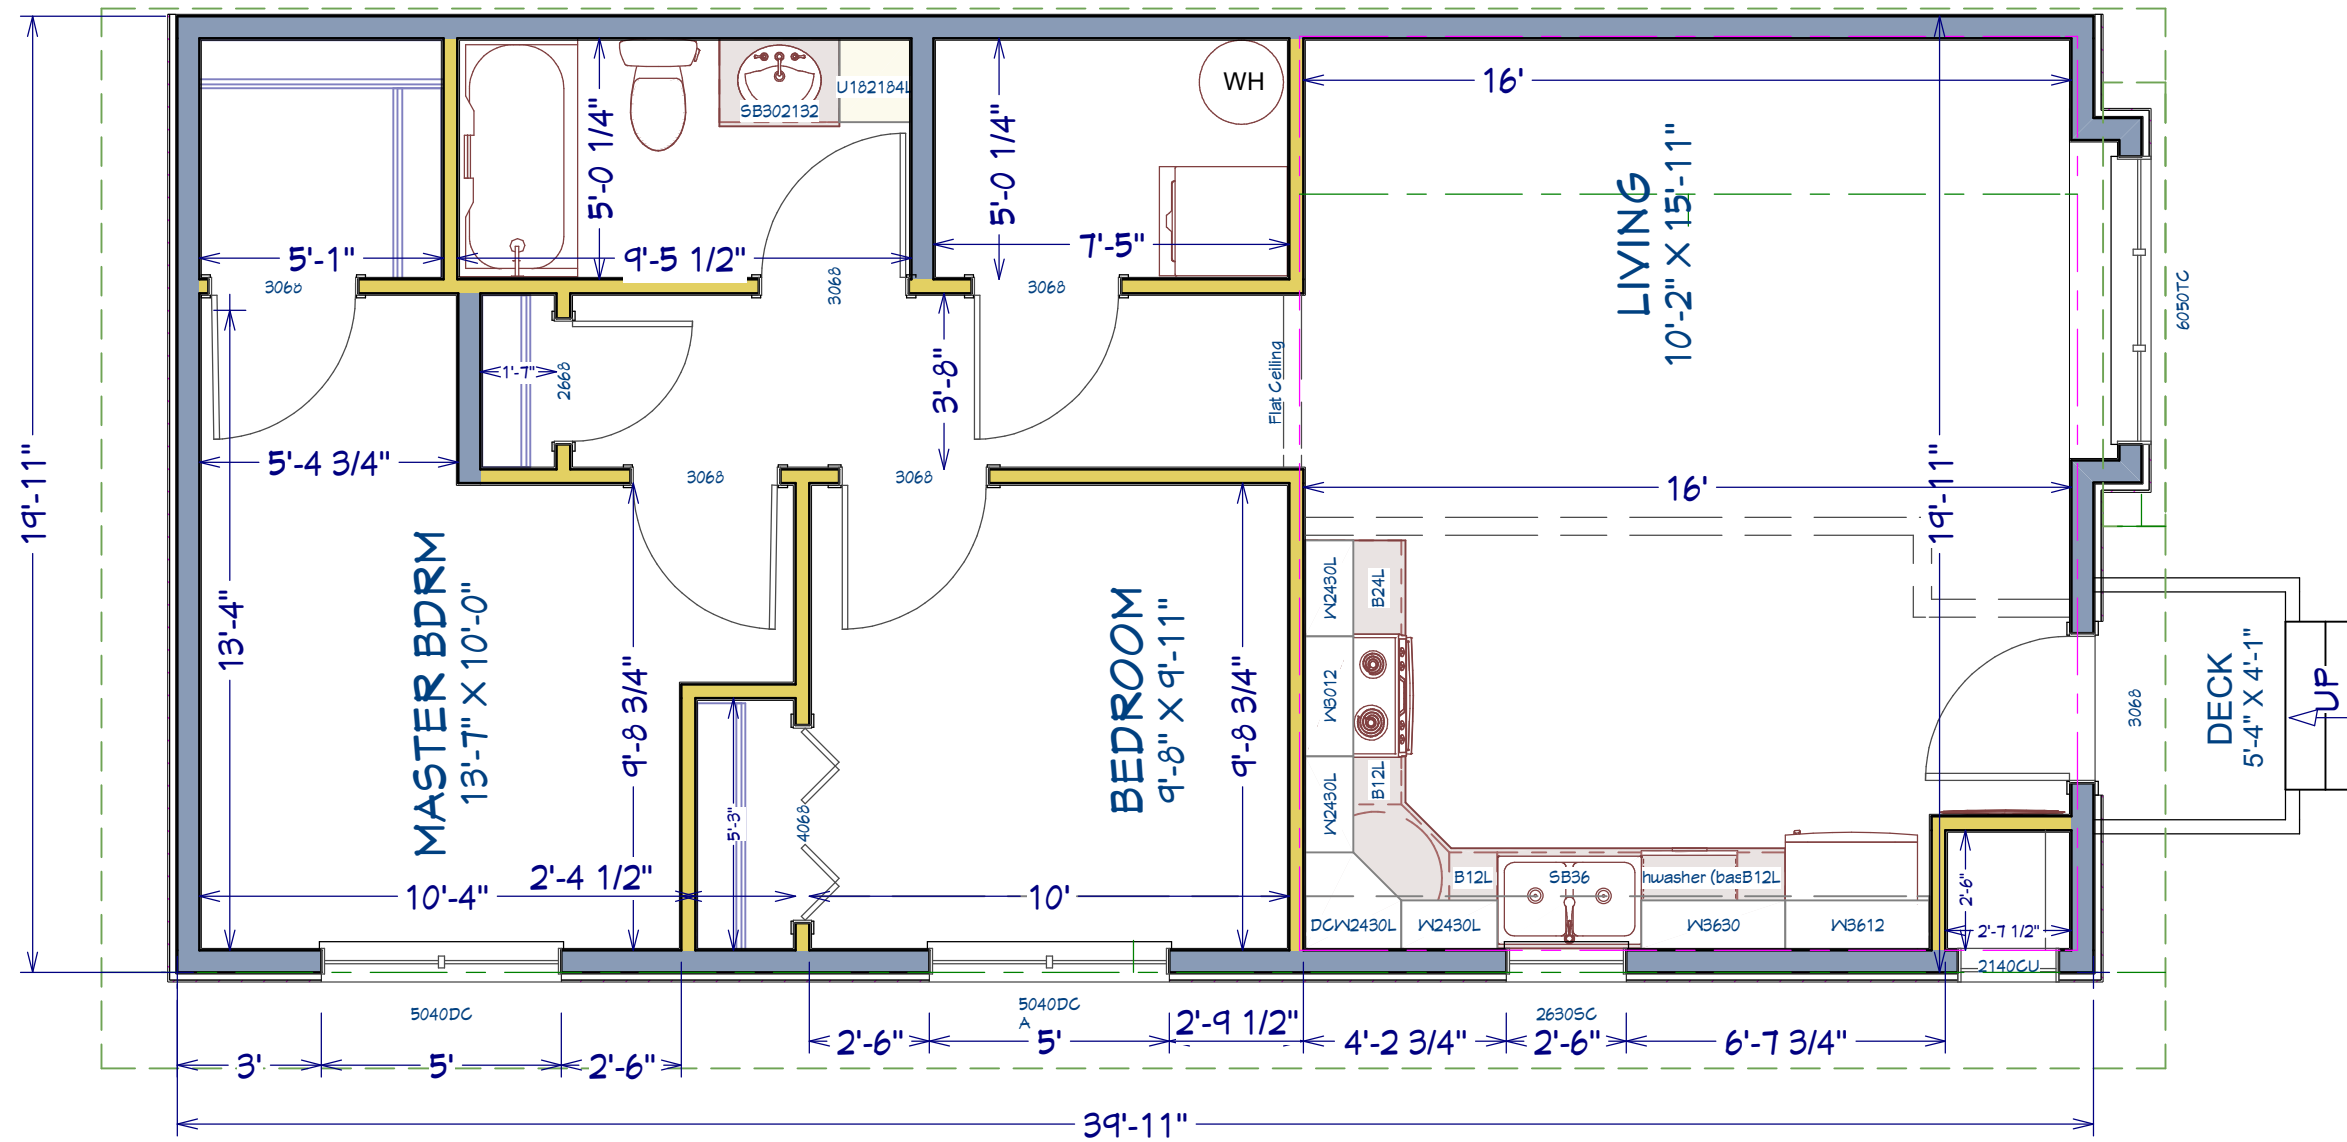 16'
WH
U182184L
SB302132
5'-0 1/4"
5'-0 1/4"
5'-1"
9'-5 1/2"
7'-5"
3068
3068
3068
LIVING
10'-2" X 15'-11"
6050TC
1'-7"
2668
3'-8"
Flat Ceiling
5'-4 3/4"
19'-11"
3068
3068
16'
19'-11"
MASTER BDRM
13'-7" X 10'-0"
13'-4"
9'-8 3/4"
BEDROOM
9'-8" X 9'-11"
9'-8 3/4"
W2430L
B24L
W3012
W2430L
B12L
3068
DECK
5'-4" X 4'-1"
UP
5'-3"
4068
10'-4"
2'-4 1/2"
10'
B12L
SB36
hwasher (bas
B12L
DCW2430L
W2430L
W3630
W3612
2'-6"
2'-7 1/2"
2140CU
5040DC
5040DC
A
2630SC
3'
5'
2'-6"
2'-6"
5'
2'-9 1/2"
4'-2 3/4"
2'-6"
6'-7 3/4"
39'-11"